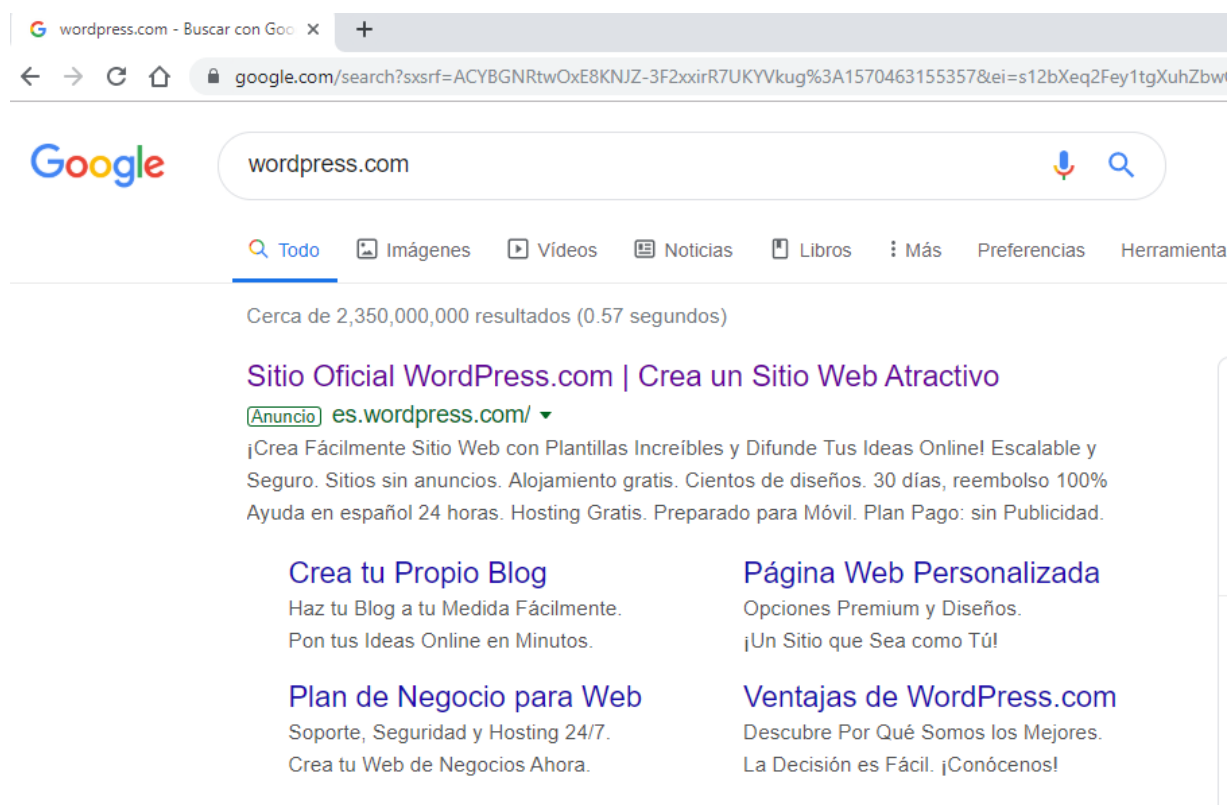 wordpress.com - Buscar con Goo
google.com/search?sxsrf=ACYBGNRtwOxE8KNJZ-3F2xxirR7UKYVkug%3A1570463155357&ei=s12bXeq2Fey1tgXuhZbw
Google
wordpress.com
Todo Imágenes Vídeos Noticias Libros Más Preferencias Herramienta
Cerca de 2,350,000,000 resultados (0.57 segundos)
Sitio Oficial WordPress.com | Crea un Sitio Web Atractivo
Anuncio es.wordpress.com/
¡Crea Fácilmente Sitio Web con Plantillas Increíbles y Difunde Tus Ideas Online! Escalable y
Seguro. Sitios sin anuncios. Alojamiento gratis. Cientos de diseños. 30 días, reembolso 100%
Ayuda en español 24 horas. Hosting Gratis. Preparado para Móvil. Plan Pago: sin Publicidad.
Crea tu Propio Blog
Haz tu Blog a tu Medida Fácilmente.
Pon tus Ideas Online en Minutos.
Página Web Personalizada
Opciones Premium y Diseños.
¡Un Sitio que Sea como Tú!
Plan de Negocio para Web
Soporte, Seguridad y Hosting 24/7.
Crea tu Web de Negocios Ahora.
Ventajas de WordPress.com
Descubre Por Qué Somos los Mejores.
La Decisión es Fácil. ¡Conócenos!